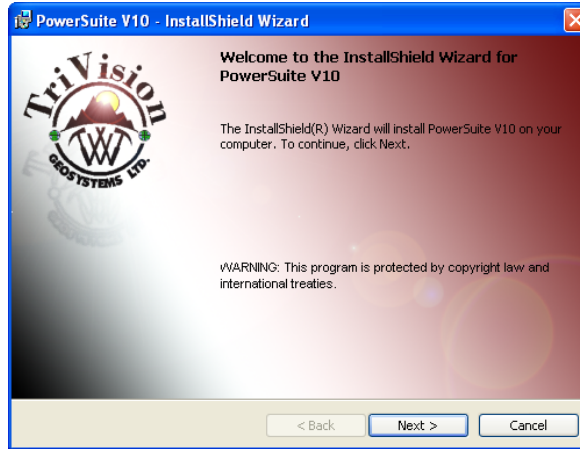 PowerSuite V10 - InstallShield Wizard
TriVision
GEOSYSTEMS LTD.
Welcome to the InstallShield Wizard for
PowerSuite V10
The InstallShield(R) Wizard will install PowerSuite V10 on your
computer. To continue, click Next.
WARNING: This program is protected by copyright law and
international treaties.
< Back
Next >
Cancel